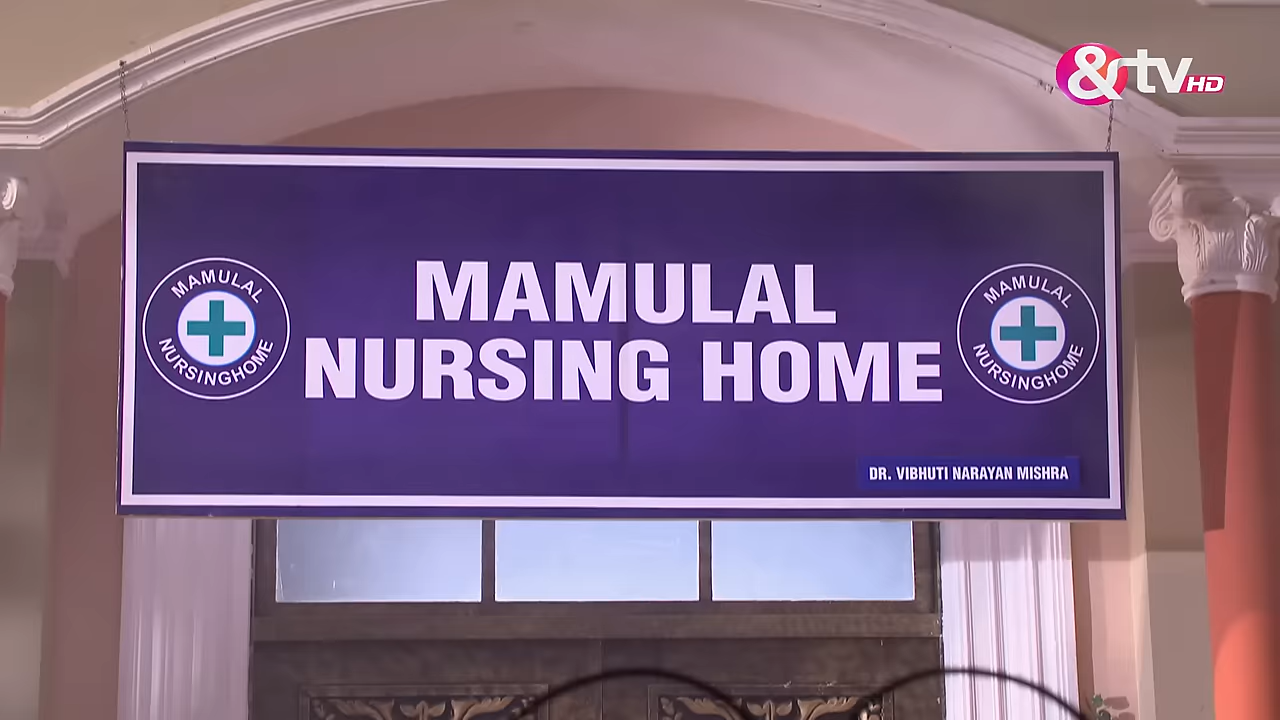 &tv HD
MAMULAL
NURSING HOME
MAMULAL
NURSINGHOME
MAMULAL
NURSINGHOME
DR. VIBHUTI NARAYAN MISHRA